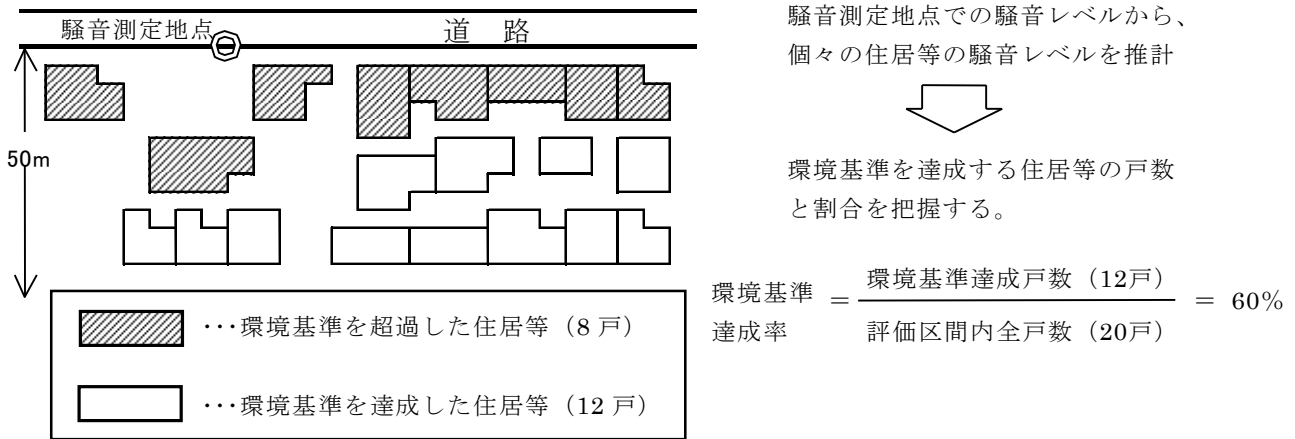 騒音測定地点
道　路
50m
･･･環境基準を超過した住居等（8 戸）
･･･環境基準を達成した住居等（12 戸）
騒音測定地点での騒音レベルから、
個々の住居等の騒音レベルを推計
環境基準を達成する住居等の戸数
と割合を把握する。
環境基準
達成率
=
環境基準達成戸数（12戸）
評価区間内全戸数（20戸）
= 60%